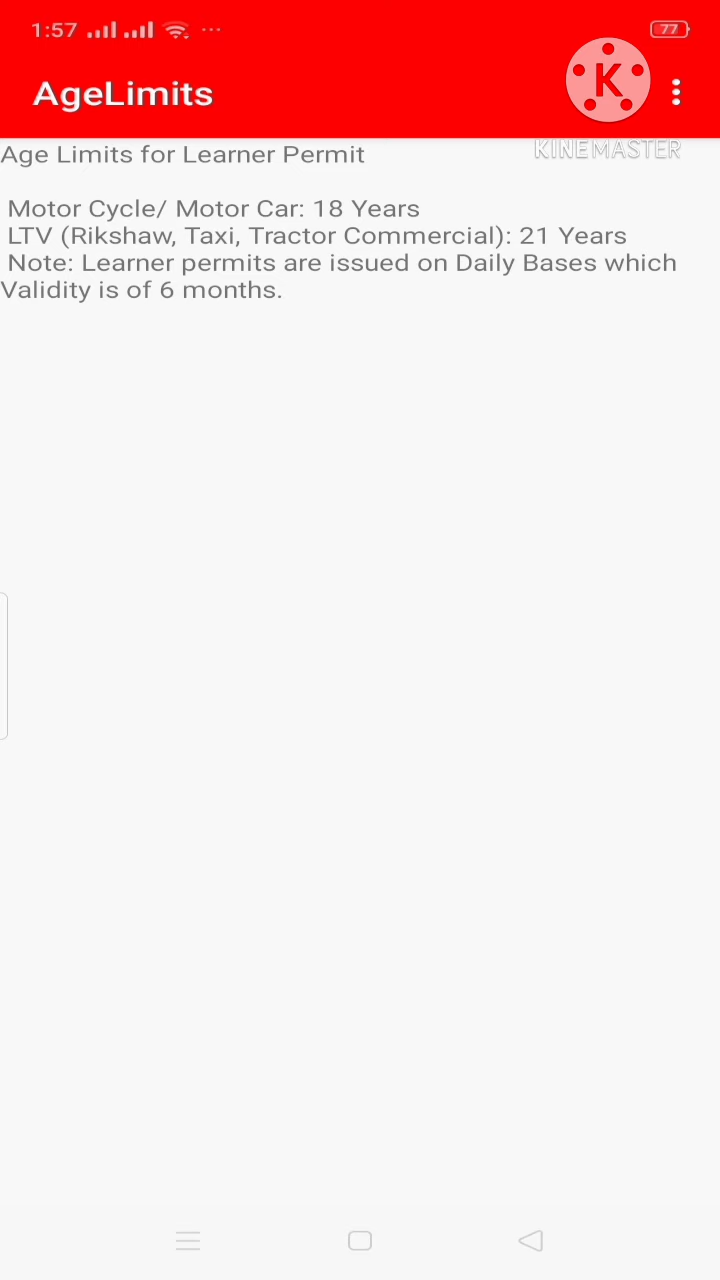 1:57
77
AgeLimits
K
KINEMASTER
Age Limits for Learner Permit
Motor Cycle/ Motor Car: 18 Years
LTV (Rikshaw, Taxi, Tractor Commercial): 21 Years
Note: Learner permits are issued on Daily Bases which
Validity is of 6 months.